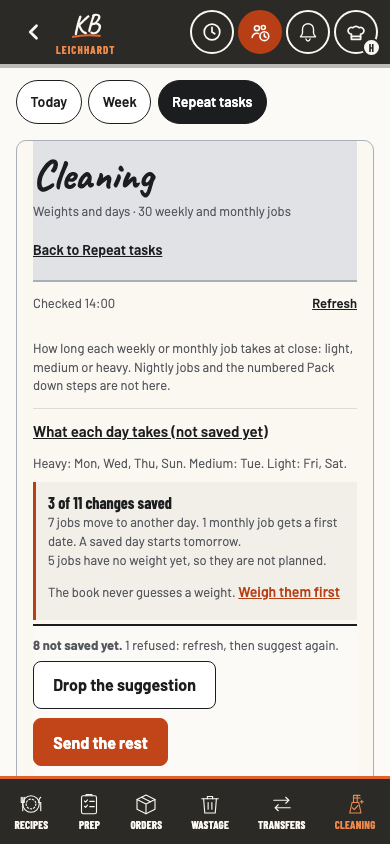 KB
LEICHHARDT
H
Today
Week
Repeat tasks
Cleaning
Weights and days · 30 weekly and monthly jobs
Back to Repeat tasks
Checked 14:00
Refresh
How long each weekly or monthly job takes at close: light,
medium or heavy. Nightly jobs and the numbered Pack
down steps are not here.
What each day takes (not saved yet)
Heavy: Mon, Wed, Thu, Sun. Medium: Tue. Light: Fri, Sat.
3 of 11 changes saved
7 jobs move to another day. 1 monthly job gets a first
date. A saved day starts tomorrow.
5 jobs have no weight yet, so they are not planned.
The book never guesses a weight. Weigh them first
8 not saved yet. 1 refused: refresh, then suggest again.
Drop the suggestion
Send the rest
RECIPES
PREP
ORDERS
WASTAGE
TRANSFERS
CLEANING